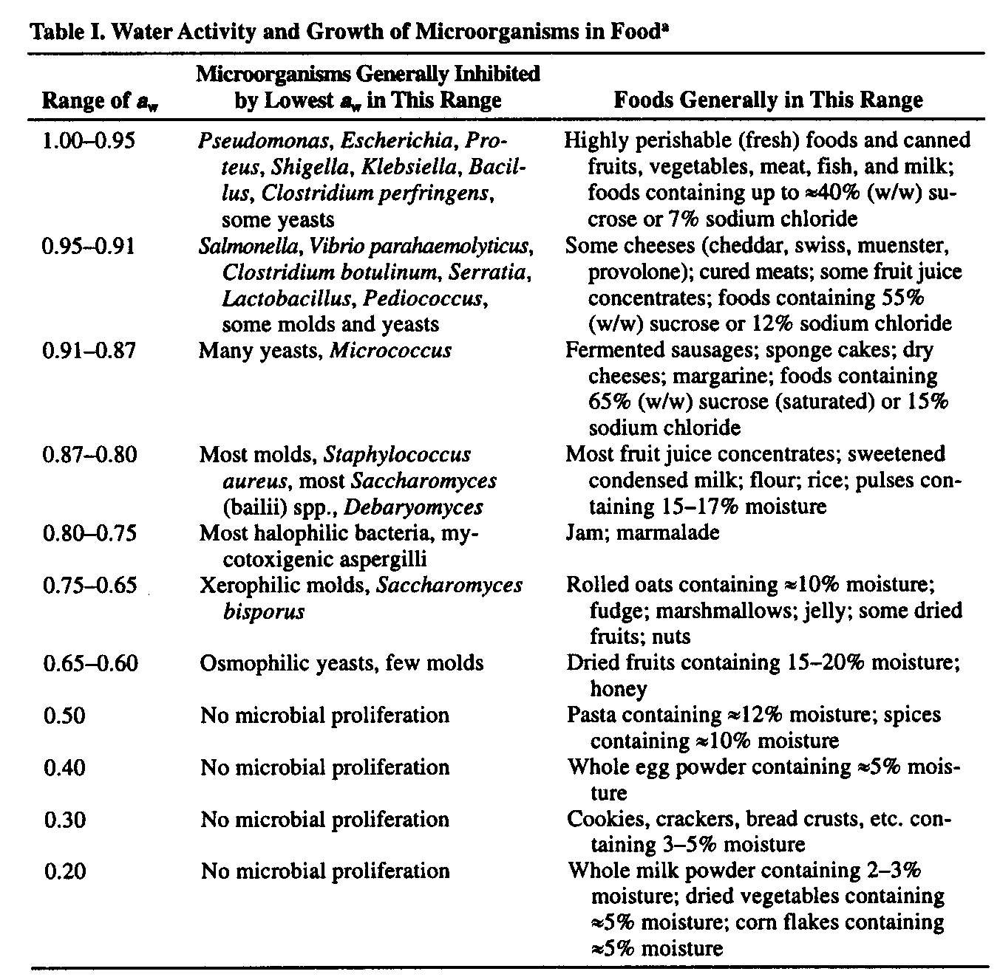 Table I. Water Activity and Growth of Microorganisms in Foodª
Microorganisms Generally Inhibited
Range of a_w by Lowest a_w in This Range Foods Generally in This Range
1.00–0.95 Pseudomonas, Escherichia, Pro- Highly perishable (fresh) foods and canned
teus, Shigella, Klebsiella, Bacil- fruits, vegetables, meat, fish, and milk;
lus, Clostridium perfringens, foods containing up to ≈40% (w/w) su-
some yeasts crose or 7% sodium chloride
0.95–0.91 Salmonella, Vibrio parahaemolyticus, Some cheeses (cheddar, swiss, muenster,
Clostridium botulinum, Serratia, provolone); cured meats; some fruit juice
Lactobacillus, Pediococcus, concentrates; foods containing 55%
some molds and yeasts (w/w) sucrose or 12% sodium chloride
0.91–0.87 Many yeasts, Micrococcus Fermented sausages; sponge cakes; dry
cheeses; margarine; foods containing
65% (w/w) sucrose (saturated) or 15%
sodium chloride
0.87–0.80 Most molds, Staphylococcus Most fruit juice concentrates; sweetened
aureus, most Saccharomyces condensed milk; flour; rice; pulses con-
(bailii) spp., Debaryomyces taining 15–17% moisture
0.80–0.75 Most halophilic bacteria, my- Jam; marmalade
cotoxigenic aspergilli
0.75–0.65 Xerophilic molds, Saccharomyces Rolled oats containing ≈10% moisture;
bisporus fudge; marshmallows; jelly; some dried
fruits; nuts
0.65–0.60 Osmophilic yeasts, few molds Dried fruits containing 15–20% moisture;
honey
0.50 No microbial proliferation Pasta containing ≈12% moisture; spices
containing ≈10% moisture
0.40 No microbial proliferation Whole egg powder containing ≈5% mois-
ture
0.30 No microbial proliferation Cookies, crackers, bread crusts, etc. con-
taining 3–5% moisture
0.20 No microbial proliferation Whole milk powder containing 2–3%
moisture; dried vegetables containing
≈5% moisture; corn flakes containing
≈5% moisture